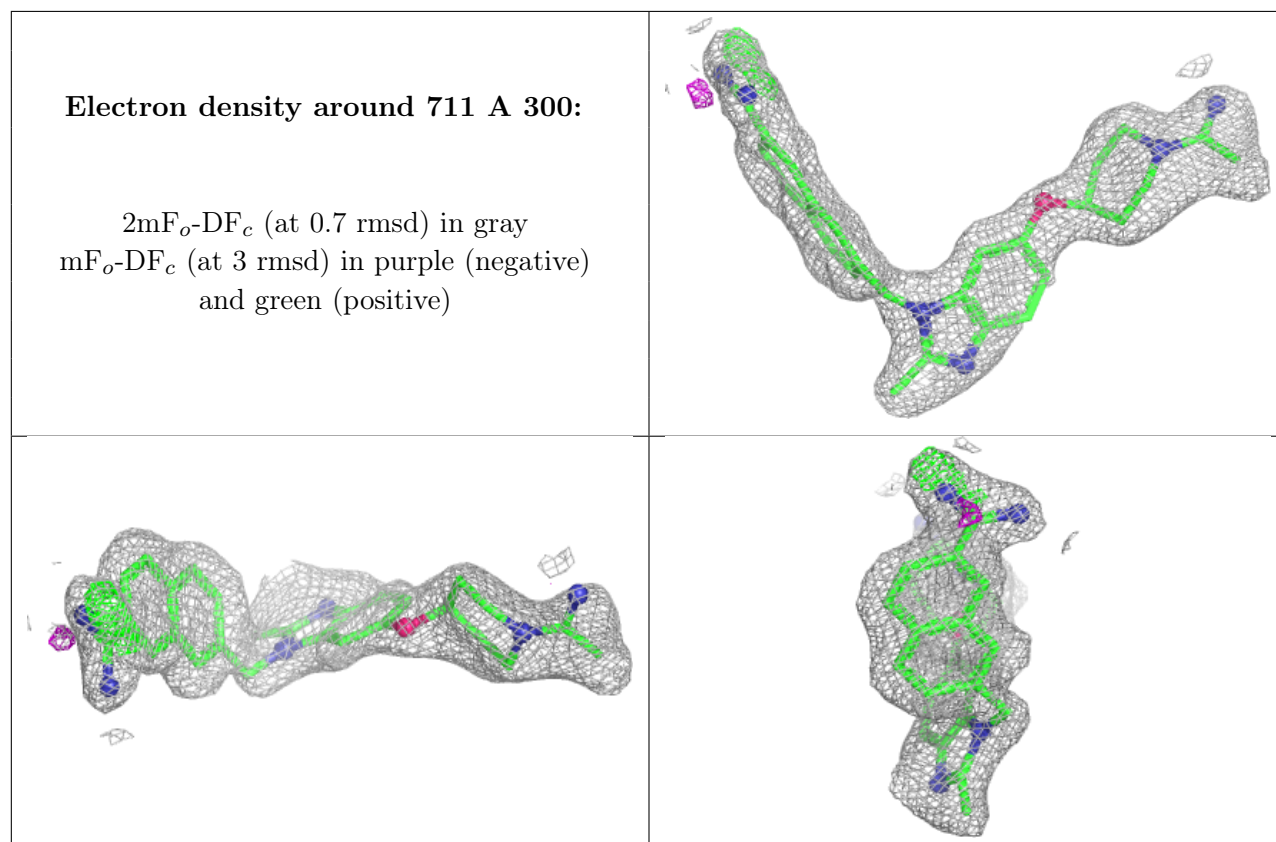 Electron density around 711 A 300:
2mFₒ-DF𝒸 (at 0.7 rmsd) in gray
mFₒ-DF𝒸 (at 3 rmsd) in purple (negative)
and green (positive)